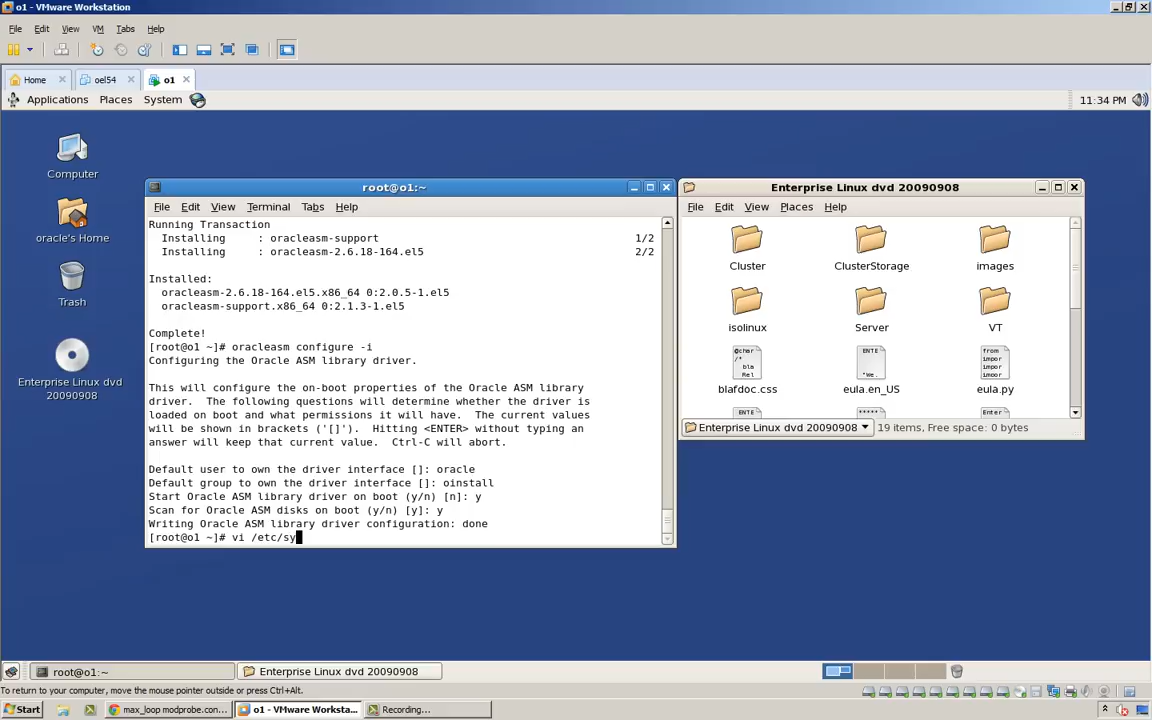 o1 - VMware Workstation
File Edit View VM Tabs Help
Home oel54 o1
Applications Places System 11:34 PM
Computer
oracle's Home
Trash
Enterprise Linux dvd 20090908
root@o1:~
File Edit View Terminal Tabs Help
Running Transaction
  Installing     : oracleasm-support                                         1/2
  Installing     : oracleasm-2.6.18-164.el5                                  2/2
Installed:
  oracleasm-2.6.18-164.el5.x86_64 0:2.0.5-1.el5
  oracleasm-support.x86_64 0:2.1.3-1.el5
Complete!
[root@o1 ~]# oracleasm configure -i
Configuring the Oracle ASM library driver.
This will configure the on-boot properties of the Oracle ASM library
driver.  The following questions will determine whether the driver is
loaded on boot and what permissions it will have.  The current values
will be shown in brackets ('[]').  Hitting <ENTER> without typing an
answer will keep that current value.  Ctrl-C will abort.
Default user to own the driver interface []: oracle
Default group to own the driver interface []: oinstall
Start Oracle ASM library driver on boot (y/n) [n]: y
Scan for Oracle ASM disks on boot (y/n) [y]: y
Writing Oracle ASM library driver configuration: done
[root@o1 ~]# vi /etc/sy
Enterprise Linux dvd 20090908
File Edit View Places Help
Cluster ClusterStorage images
isolinux Server VT
@char
/*
bla
Rel
ENTE
"We.
from
impor
impor
impor
blafdoc.css eula.en_US eula.py
ENTE ***** Enter
Enterprise Linux dvd 20090908 19 items, Free space: 0 bytes
root@o1:~ Enterprise Linux dvd 20090908
To return to your computer, move the mouse pointer outside or press Ctrl+Alt.
Start max_loop modprobe.con... o1 - VMware Worksta... Recording...